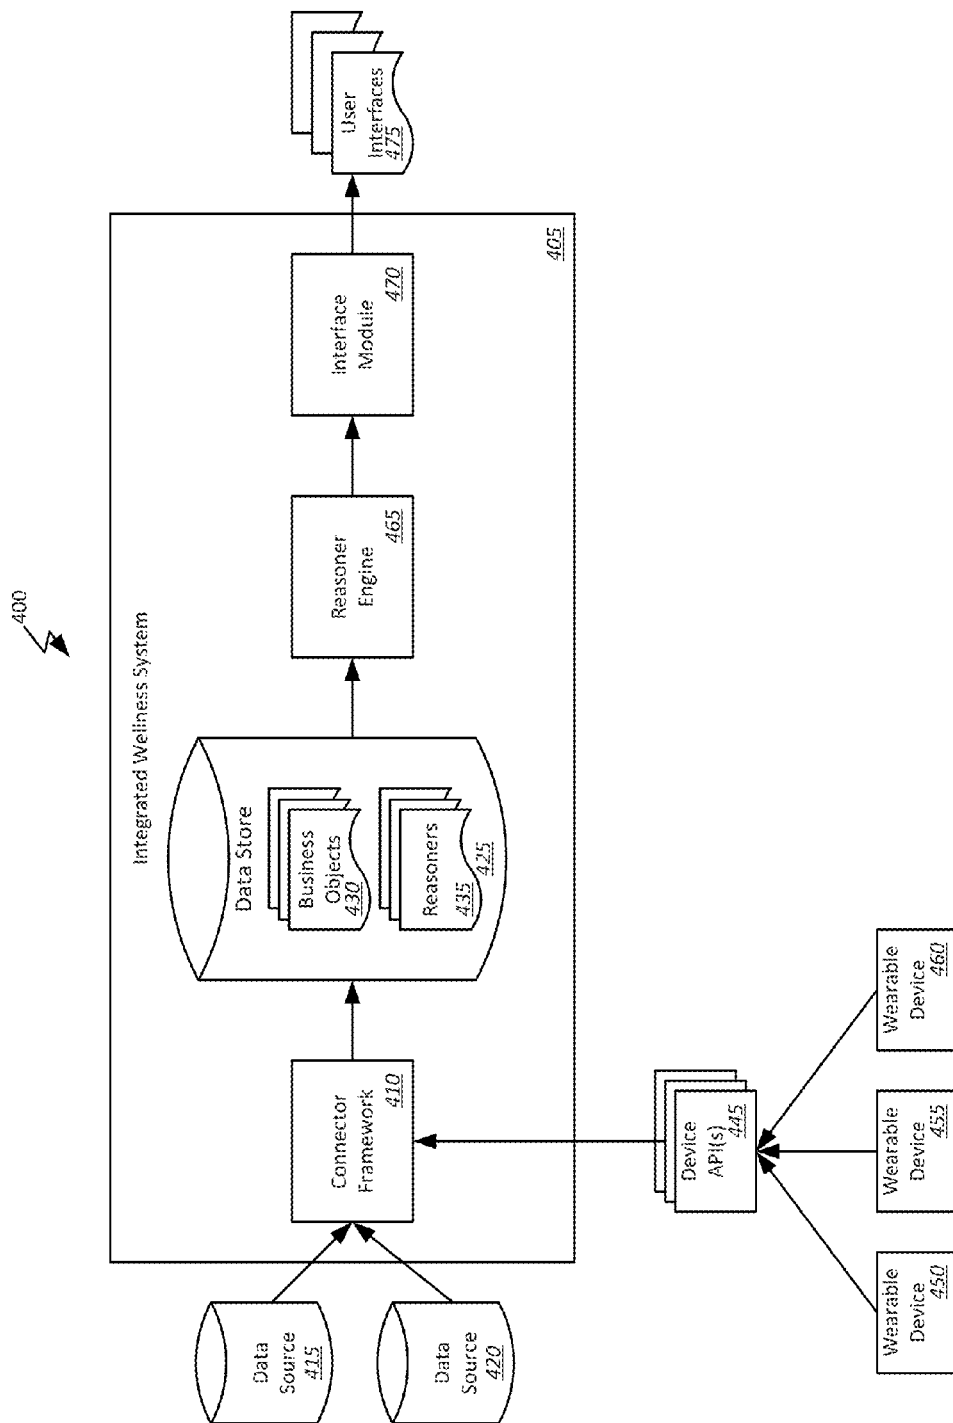 400
Integrated Wellness System
Data
Source
415
Data
Source
420
Connector
Framework
410
Data Store
Business
Objects
430
Reasoners
435
425
Reasoner
Engine
465
Interface
Module
470
405
User
Interfaces
475
Device
API(s)
445
Wearable
Device
450
Wearable
Device
455
Wearable
Device
460